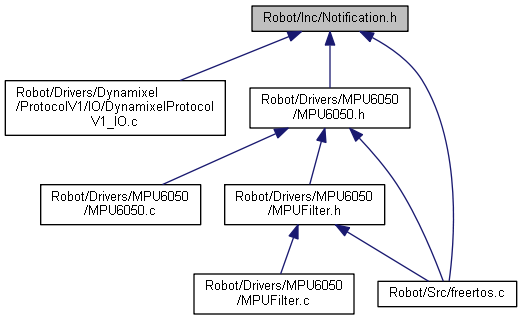 Robot/Inc/Notification.h
Robot/Drivers/Dynamixel
/ProtocolV1/IO/DynamixelProtocol
V1_IO.c
Robot/Drivers/MPU6050
/MPU6050.h
Robot/Drivers/MPU6050
/MPU6050.c
Robot/Drivers/MPU6050
/MPUFilter.h
Robot/Drivers/MPU6050
/MPUFilter.c
Robot/Src/freertos.c